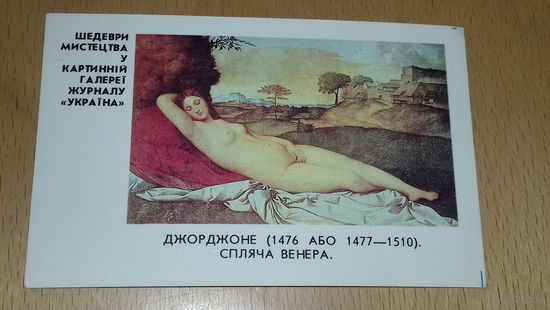 ШЕДЕВРИ
МИСТЕЦТВА
У
КАРТИННІЙ
ГАЛЕРЕЇ
ЖУРНАЛУ
«УКРАЇНА»
ДЖОРДЖОНЕ (1476 АБО 1477—1510).
СПЛЯЧА ВЕНЕРА.